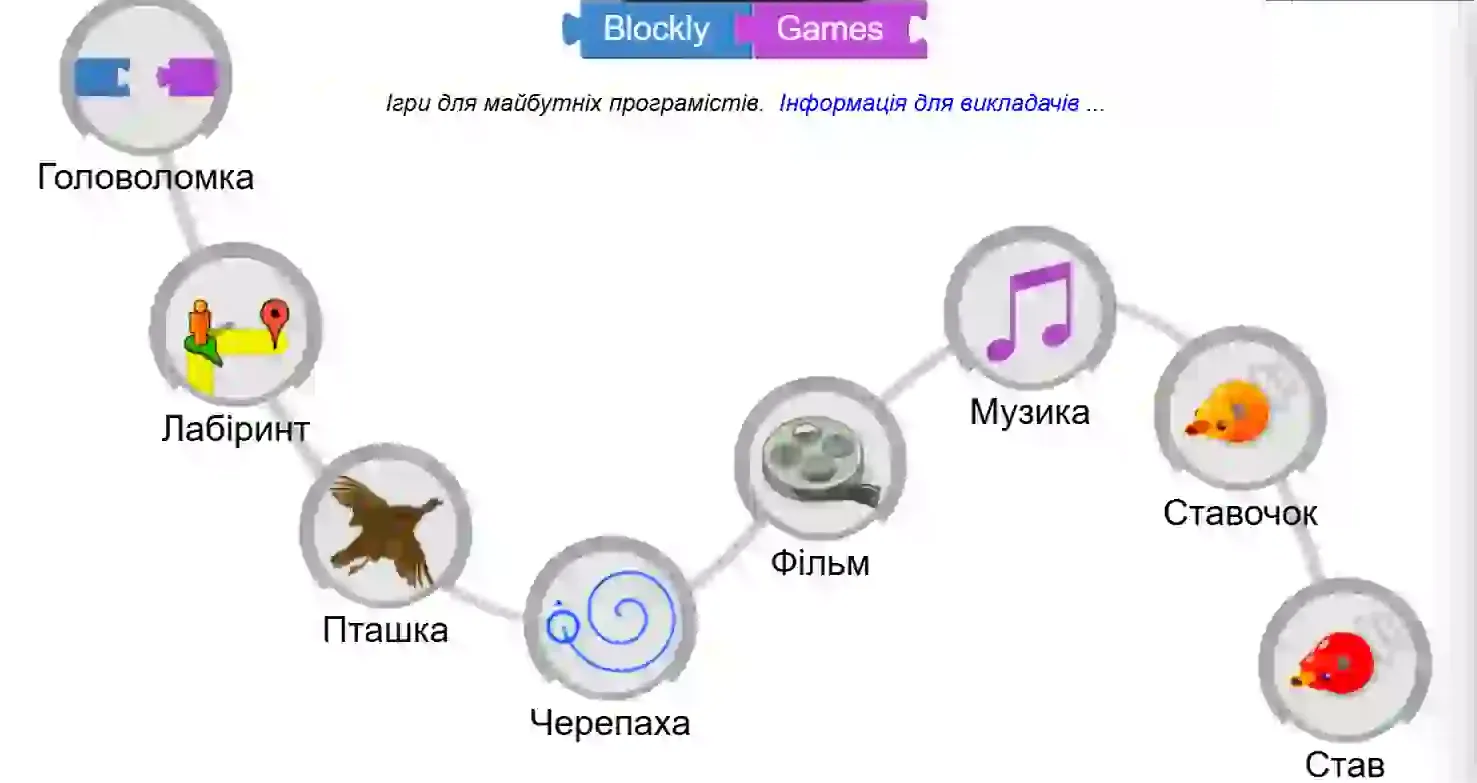 Blockly Games
Ігри для майбутніх програмістів. Інформація для викладачів ...
Головоломка
Лабіринт
Пташка
Черепаха
Фільм
Музика
Ставочок
Став